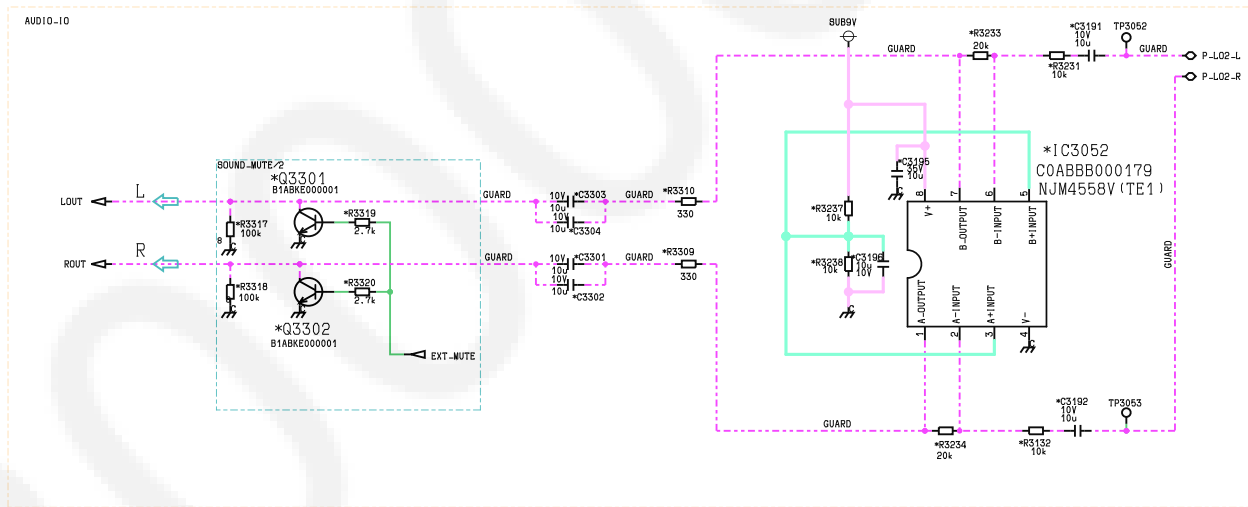 AUDIO-IO
SUB9V
*R3233
20k
*C3191
10V
10u
TP3052
GUARD
GUARD
P-LO2-L
*R3231
10k
P-LO2-R
*IC3052
C0ABBB000179
NJM4558V(TE1)
SOUND_MUTE/2
*Q3301
B1ABKE000001
*C3195
35V
10u
L
LOUT
GUARD
10V
10u
*C3303
10V
10u
*C3304
GUARD
*R3310
330
8
7
6
5
V+
B-OUTPUT
B-INPUT
B+INPUT
*R3237
10k
*R3317
100k
8
*R3319
2.7k
R
ROUT
GUARD
10V
10u
*C3301
10V
10u
*C3302
GUARD
*R3309
330
*R3238
10k
*C3196
10u
10V
GUARD
*R3318
100k
8
*R3320
2.7k
*Q3302
B1ABKE000001
EXT-MUTE
A-OUTPUT
A-INPUT
A+INPUT
V-
1
2
3
4
GUARD
*R3234
20k
*R3132
10k
*C3192
10V
10u
TP3053